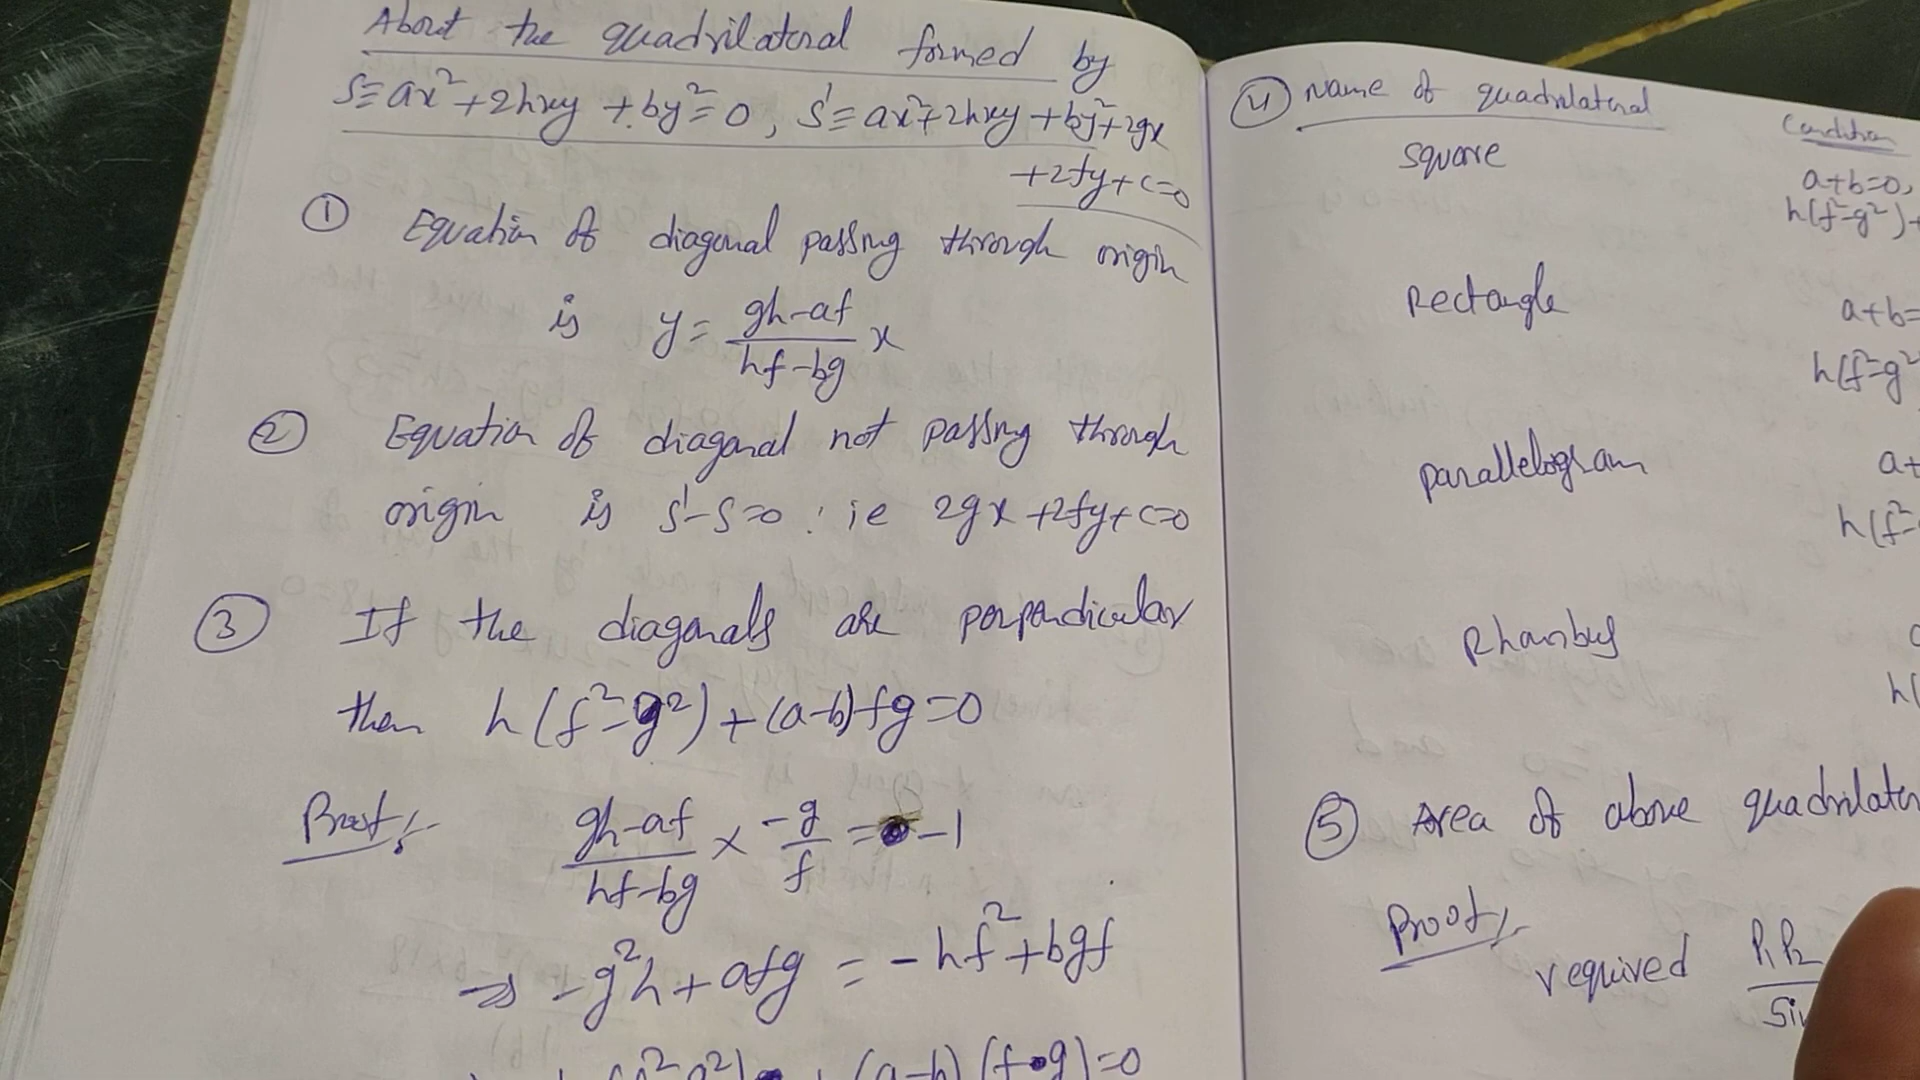 About the quadrilateral formed by
S≡ax²+2hxy+by²=0, S'≡ax²+2hxy+by²+2gx
+2fy+c=0
① Equation of diagonal passing through origin
is y = (gh-af)/(hf-bg) x
② Equation of diagonal not passing through
origin is S'-S=0 : ie 2gx+2fy+c=0
③ If the diagonals are perpendicular
then h(f²-g²)+(a-b)fg=0
Proof:- (gh-af)/(hf-bg) × -g/f = -1
⇒ -g²h+afg = -hf²+bgf
(a-b)(fg)=0
④ Name of quadrilateral
Condition
Square
a+b=0,
h(f²-g²)+
Rectangle
a+b=
h(f²-g²
parallelogram
a+
h(f²-
Rhombus
h(
⑤ Area of above quadrilater
Proof:-
required P₁P₂/Sin